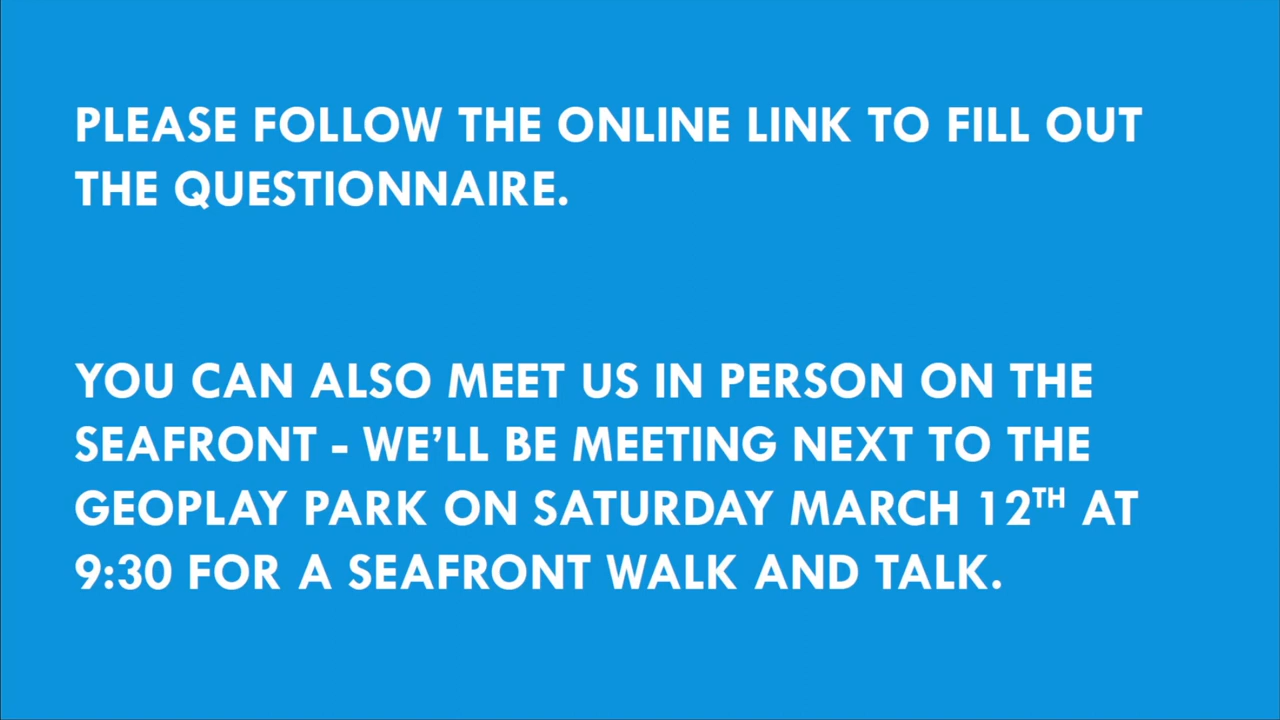 PLEASE FOLLOW THE ONLINE LINK TO FILL OUT
THE QUESTIONNAIRE.
YOU CAN ALSO MEET US IN PERSON ON THE
SEAFRONT - WE’LL BE MEETING NEXT TO THE
GEOPLAY PARK ON SATURDAY MARCH 12TH AT
9:30 FOR A SEAFRONT WALK AND TALK.